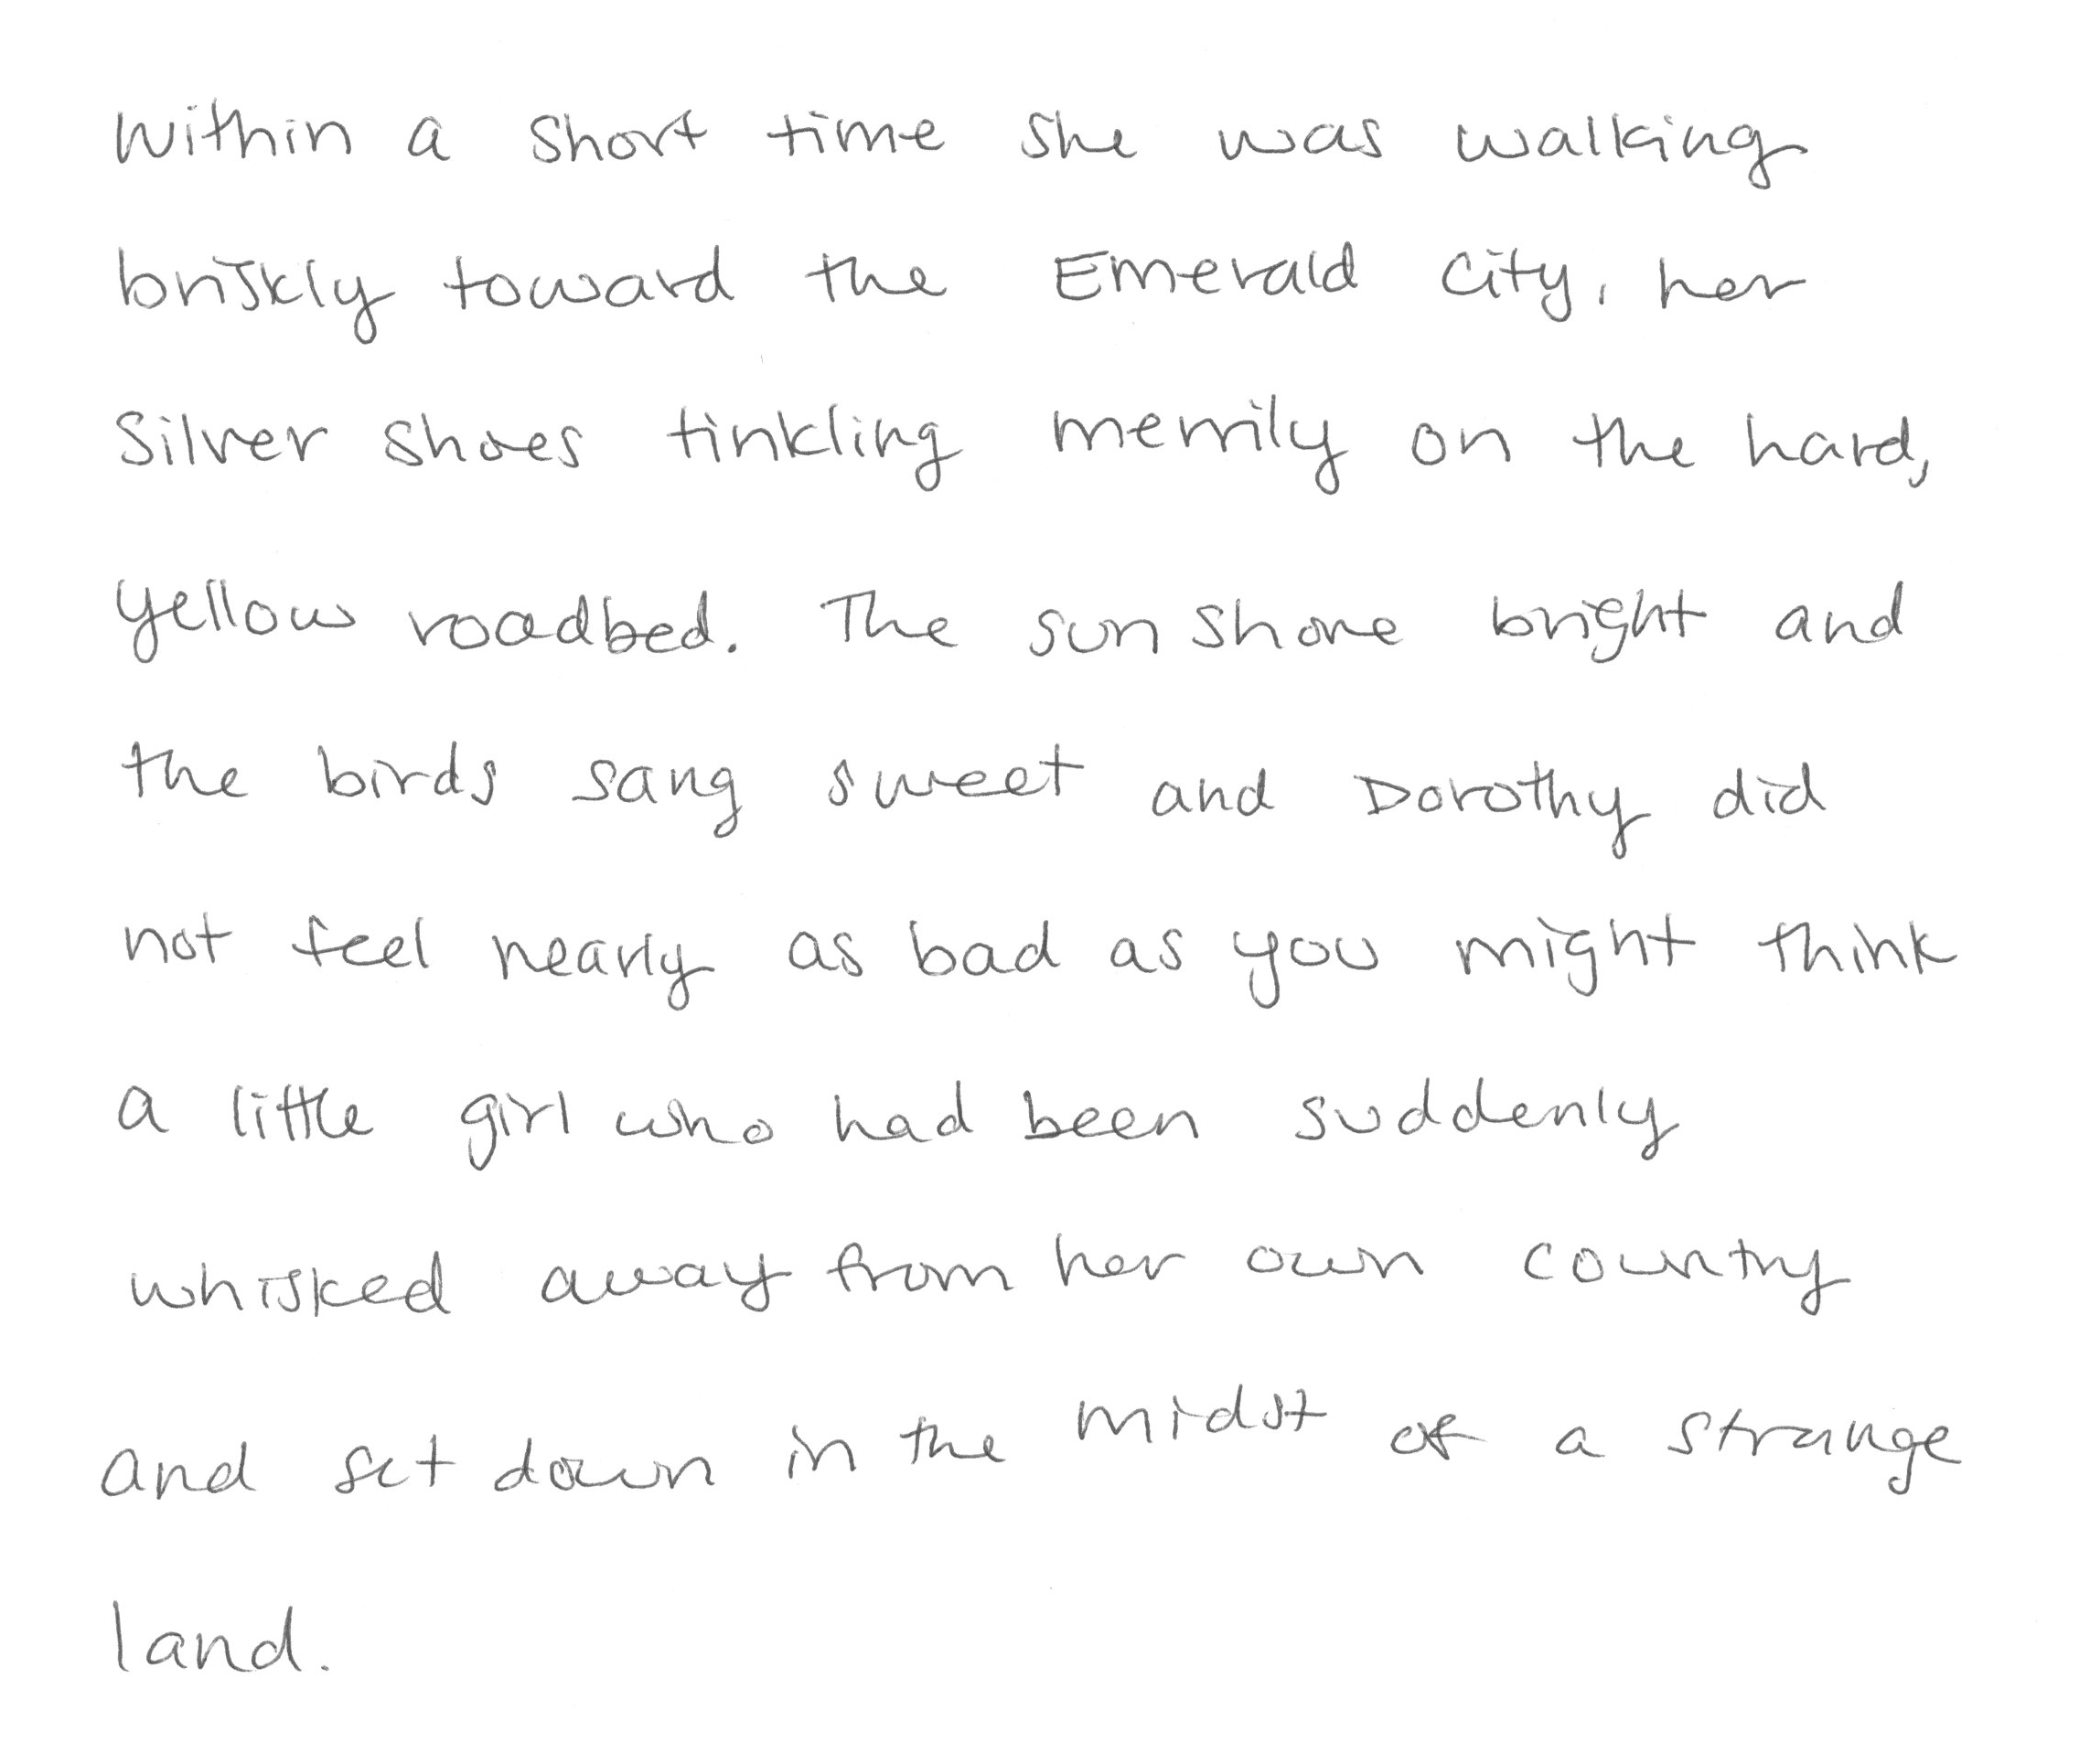 Within a short time she was walking
briskly toward the Emerald City, her
Silver Shoes tinkling merrily on the hard,
yellow roadbed. The sun shone bright and
the birds sang sweet and Dorothy did
not feel nearly as bad as you might think
a little girl who had been suddenly
whisked away from her own country
and set down in the midst of a strange
land.